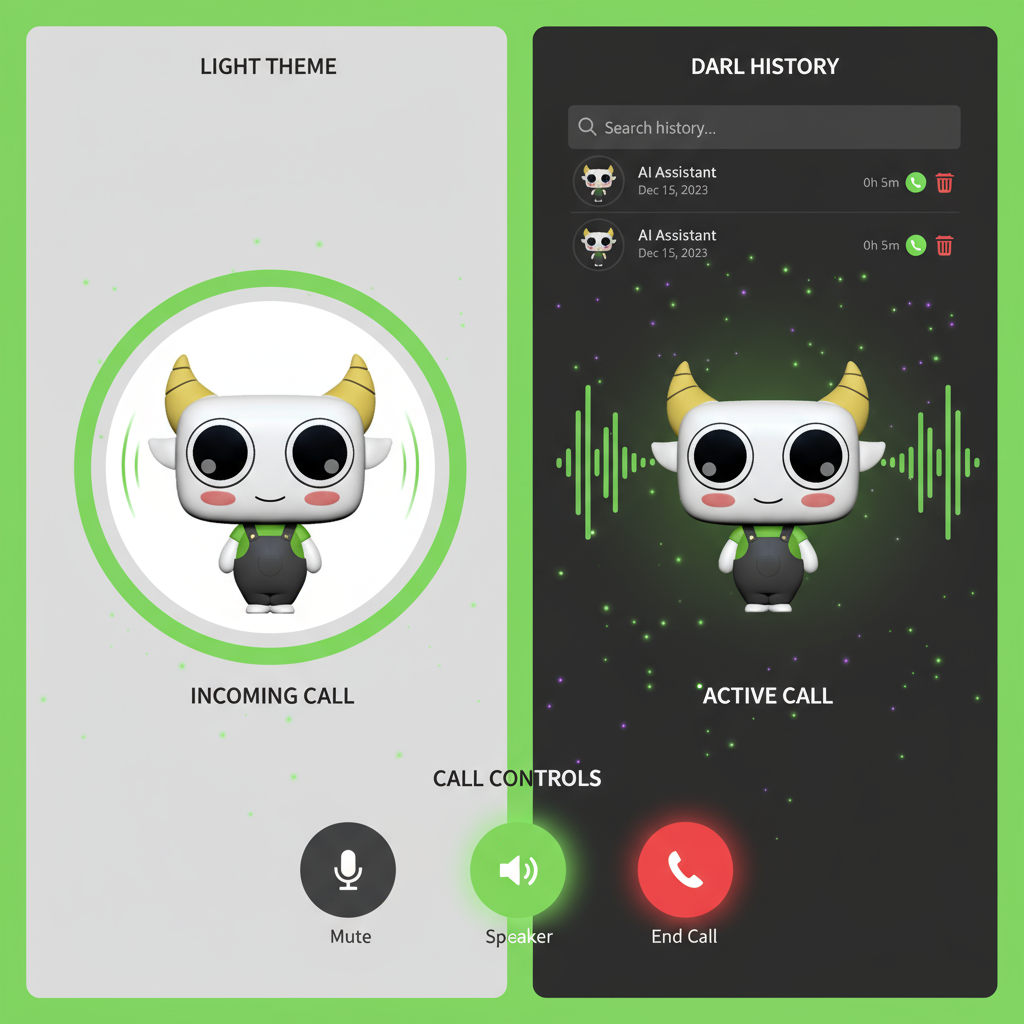 LIGHT THEME
INCOMING CALL
DARL HISTORY
Search history...
AI Assistant
Dec 15, 2023
0h 5m
AI Assistant
Dec 15, 2023
0h 5m
ACTIVE CALL
CALL CONTROLS
Mute
Speaker
End Call